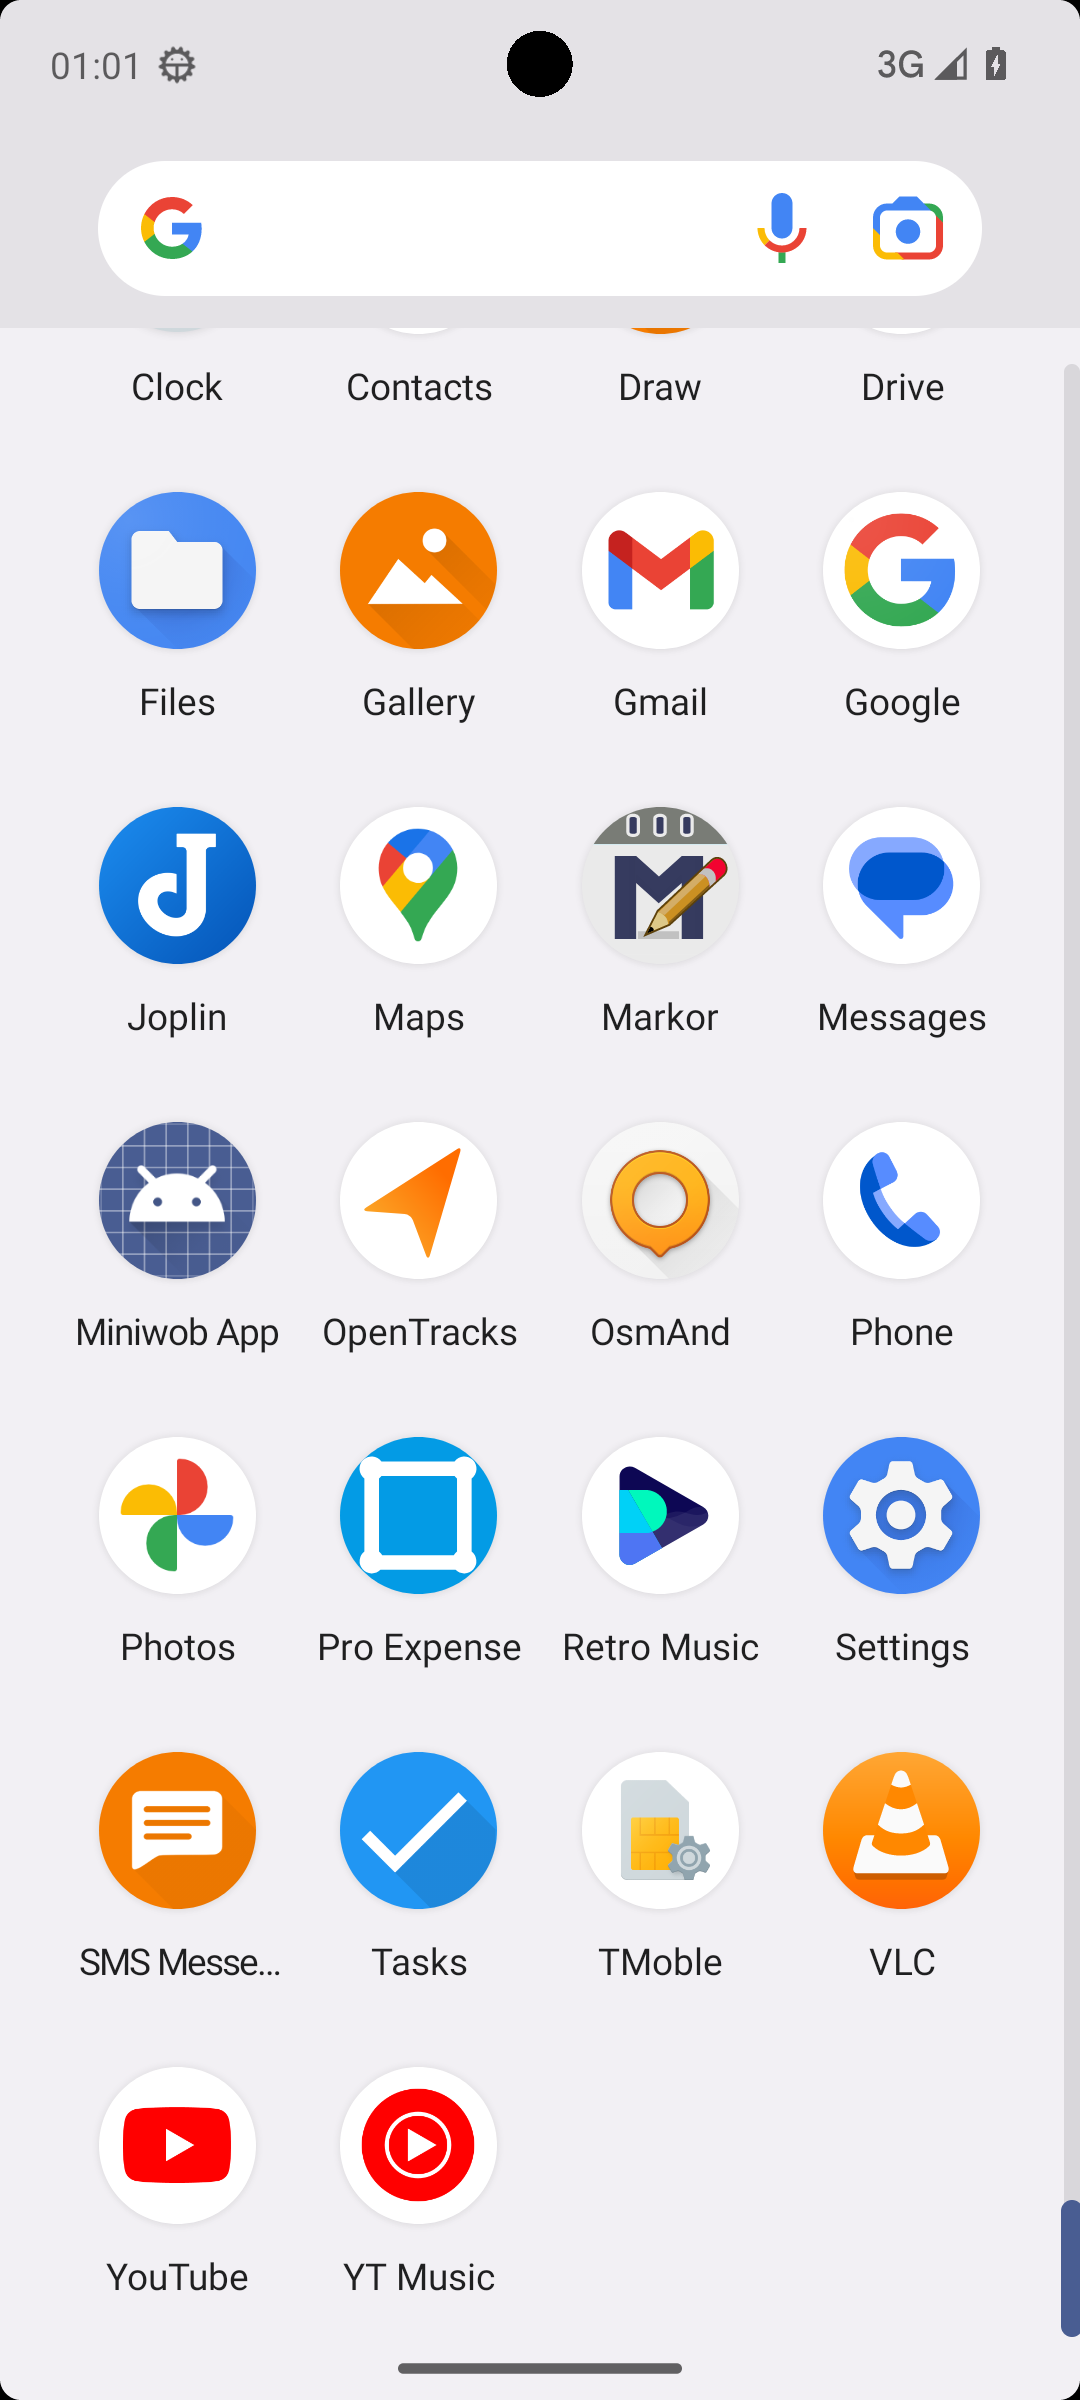 01:01
3G
Clock
Contacts
Draw
Drive
Files
Gallery
Gmail
Google
Joplin
Maps
Markor
Messages
Miniwob App
OpenTracks
OsmAnd
Phone
Photos
Pro Expense
Retro Music
Settings
SMS Messe...
Tasks
TMoble
VLC
YouTube
YT Music